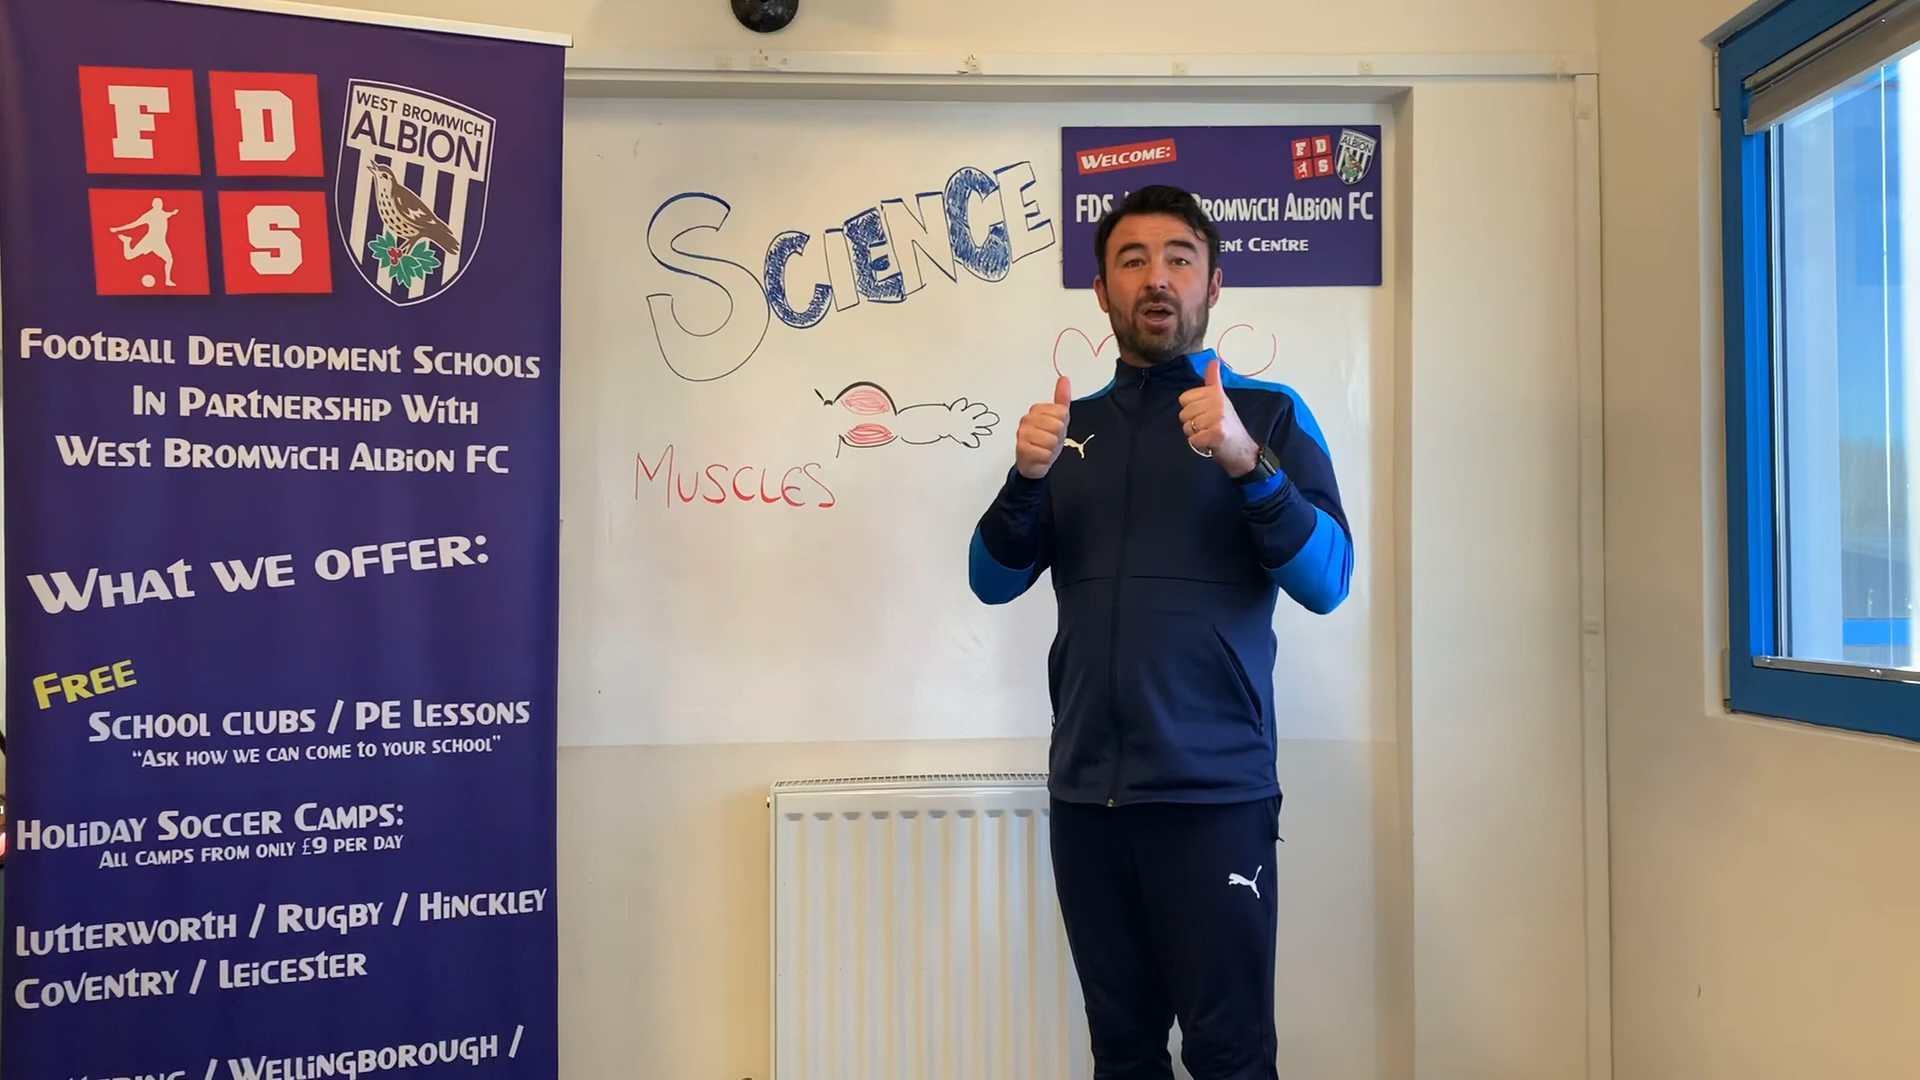 F D
S
WEST BROMWICH
ALBION
FOOTBALL DEVELOPMENT SCHOOLS
IN PARTNERSHIP WITH
WEST BROMWICH ALBION FC
WHAT WE OFFER:
FREE
SCHOOL CLUBS / PE LESSONS
"ASK HOW WE CAN COME TO YOUR SCHOOL"
HOLIDAY SOCCER CAMPS:
ALL CAMPS FROM ONLY £9 PER DAY
LUTTERWORTH / RUGBY / HINCKLEY
COVENTRY / LEICESTER
/ WELLINGBOROUGH /
SCIENCE
MUSCLES
WELCOME:
F D
S
ALBION
FDS BROMWICH ALBION FC
CENTRE